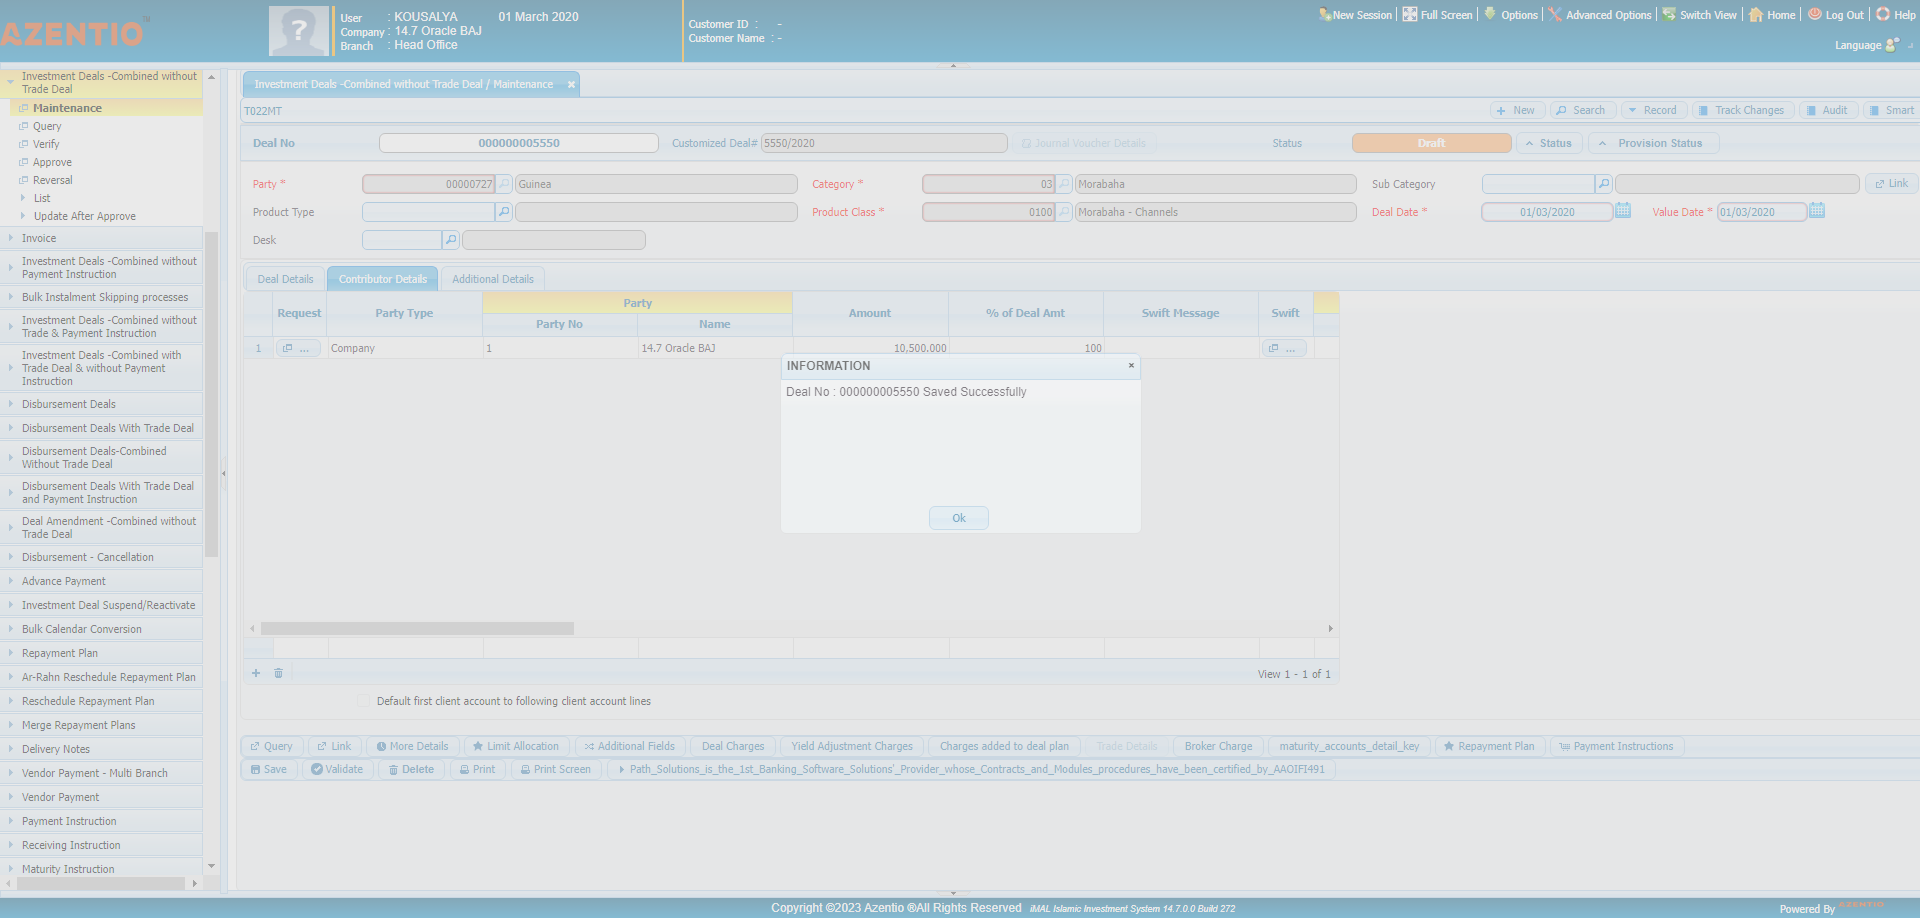 AZENTIO™
User : KOUSALYA 01 March 2020
Company : 14.7 Oracle BAJ
Branch : Head Office
Customer ID : -
Customer Name : -
New Session Full Screen Options Advanced Options Switch View Home Log Out Help
Language
Investment Deals -Combined without
Trade Deal
Maintenance
Query
Verify
Approve
Reversal
List
Update After Approve
Invoice
Investment Deals -Combined without
Payment Instruction
Bulk Instalment Skipping processes
Investment Deals -Combined without
Trade & Payment Instruction
Investment Deals -Combined with
Trade Deal & without Payment
Instruction
Disbursement Deals
Disbursement Deals With Trade Deal
Disbursement Deals-Combined
Without Trade Deal
Disbursement Deals With Trade Deal
and Payment Instruction
Deal Amendment -Combined without
Trade Deal
Disbursement - Cancellation
Advance Payment
Investment Deal Suspend/Reactivate
Bulk Calendar Conversion
Repayment Plan
Ar-Rahn Reschedule Repayment Plan
Reschedule Repayment Plan
Merge Repayment Plans
Delivery Notes
Vendor Payment - Multi Branch
Vendor Payment
Payment Instruction
Receiving Instruction
Maturity Instruction
Investment Deals -Combined without Trade Deal / Maintenance ×
T022MT
New Search Record Track Changes Audit Smart
Deal No 000000005550 Customized Deal# 5550/2020 Journal Voucher Details Status Draft Status Provision Status
Party * 00000727 Guinea Category * 03 Morabaha Sub Category Link
Product Type Product Class * 0100 Morabaha - Channels Deal Date * 01/03/2020 Value Date * 01/03/2020
Desk
Deal Details Contributor Details Additional Details
Request Party Type Party Amount % of Deal Amt Swift Message Swift
Party No Name
1 ... Company 1 14.7 Oracle BAJ 10,500.000 100 ...
INFORMATION ×
Deal No : 000000005550 Saved Successfully
Ok
View 1 - 1 of 1
Default first client account to following client account lines
Query Link More Details Limit Allocation Additional Fields Deal Charges Yield Adjustment Charges Charges added to deal plan Trade Details Broker Charge maturity_accounts_detail_key Repayment Plan Payment Instructions
Save Validate Delete Print Print Screen Path_Solutions_is_the_1st_Banking_Software_Solutions'_Provider_whose_Contracts_and_Modules_procedures_have_been_certified_by_AAOIFI491
Copyright ©2023 Azentio ®All Rights Reserved iMAL Islamic Investment System 14.7.0.0 Build 272
Powered By AZENTIO